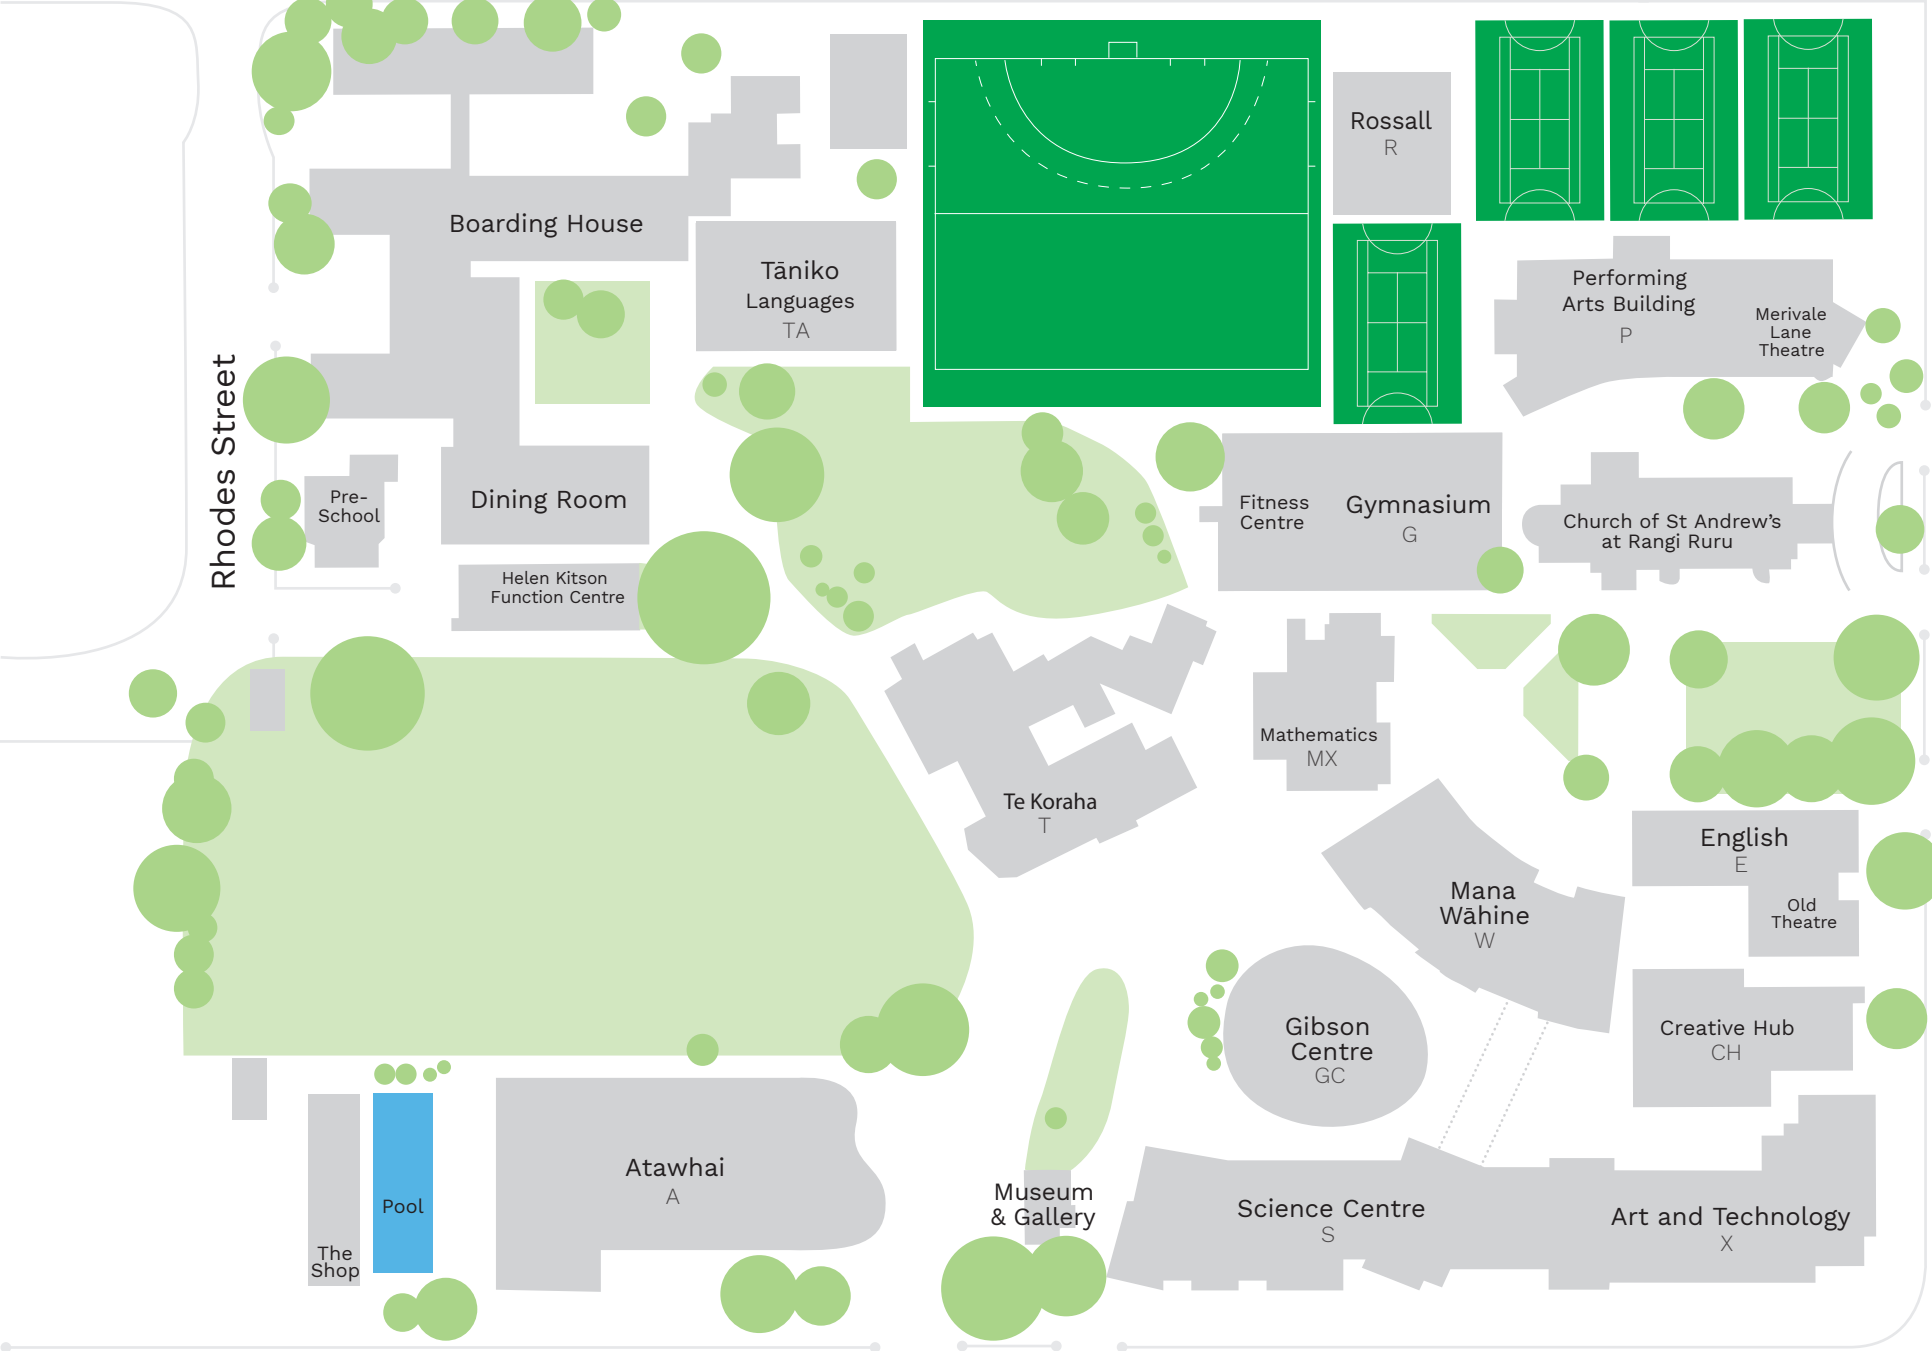 Rossall
R
Boarding House
Tāniko
Languages
TA
Performing
Arts Building
P
Merivale
Lane
Theatre
Rhodes Street
Pre-
School
Dining Room
Fitness
Centre
Gymnasium
G
Church of St Andrew’s
at Rangi Ruru
Helen Kitson
Function Centre
Mathematics
MX
Te Koraha
T
English
E
Old
Theatre
Mana
Wāhine
W
Gibson
Centre
GC
Creative Hub
CH
Atawhai
A
Pool
The
Shop
Museum
& Gallery
Science Centre
S
Art and Technology
X